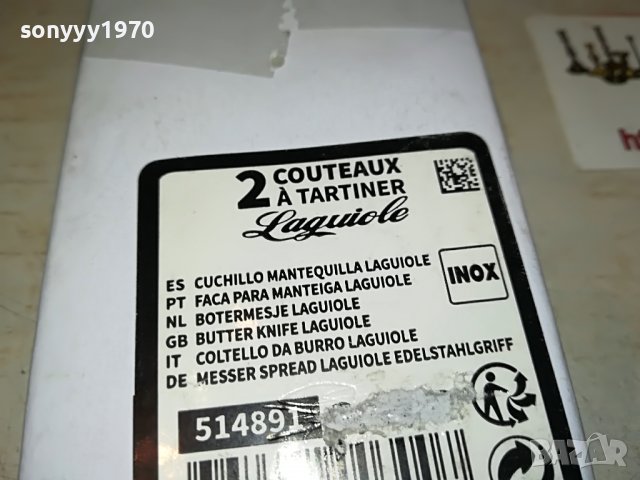 sonyyy1970
2 COUTEAUX
À TARTINER
Laguiole
INOX
ES CUCHILLO MANTEQUILLA LAGUIOLE
PT FACA PARA MANTEIGA LAGUIOLE
NL BOTERMESJE LAGUIOLE
GB BUTTER KNIFE LAGUIOLE
IT COLTELLO DA BURRO LAGUIOLE
DE MESSER SPREAD LAGUIOLE EDELSTAHLGRIFF
514891
BAZAR